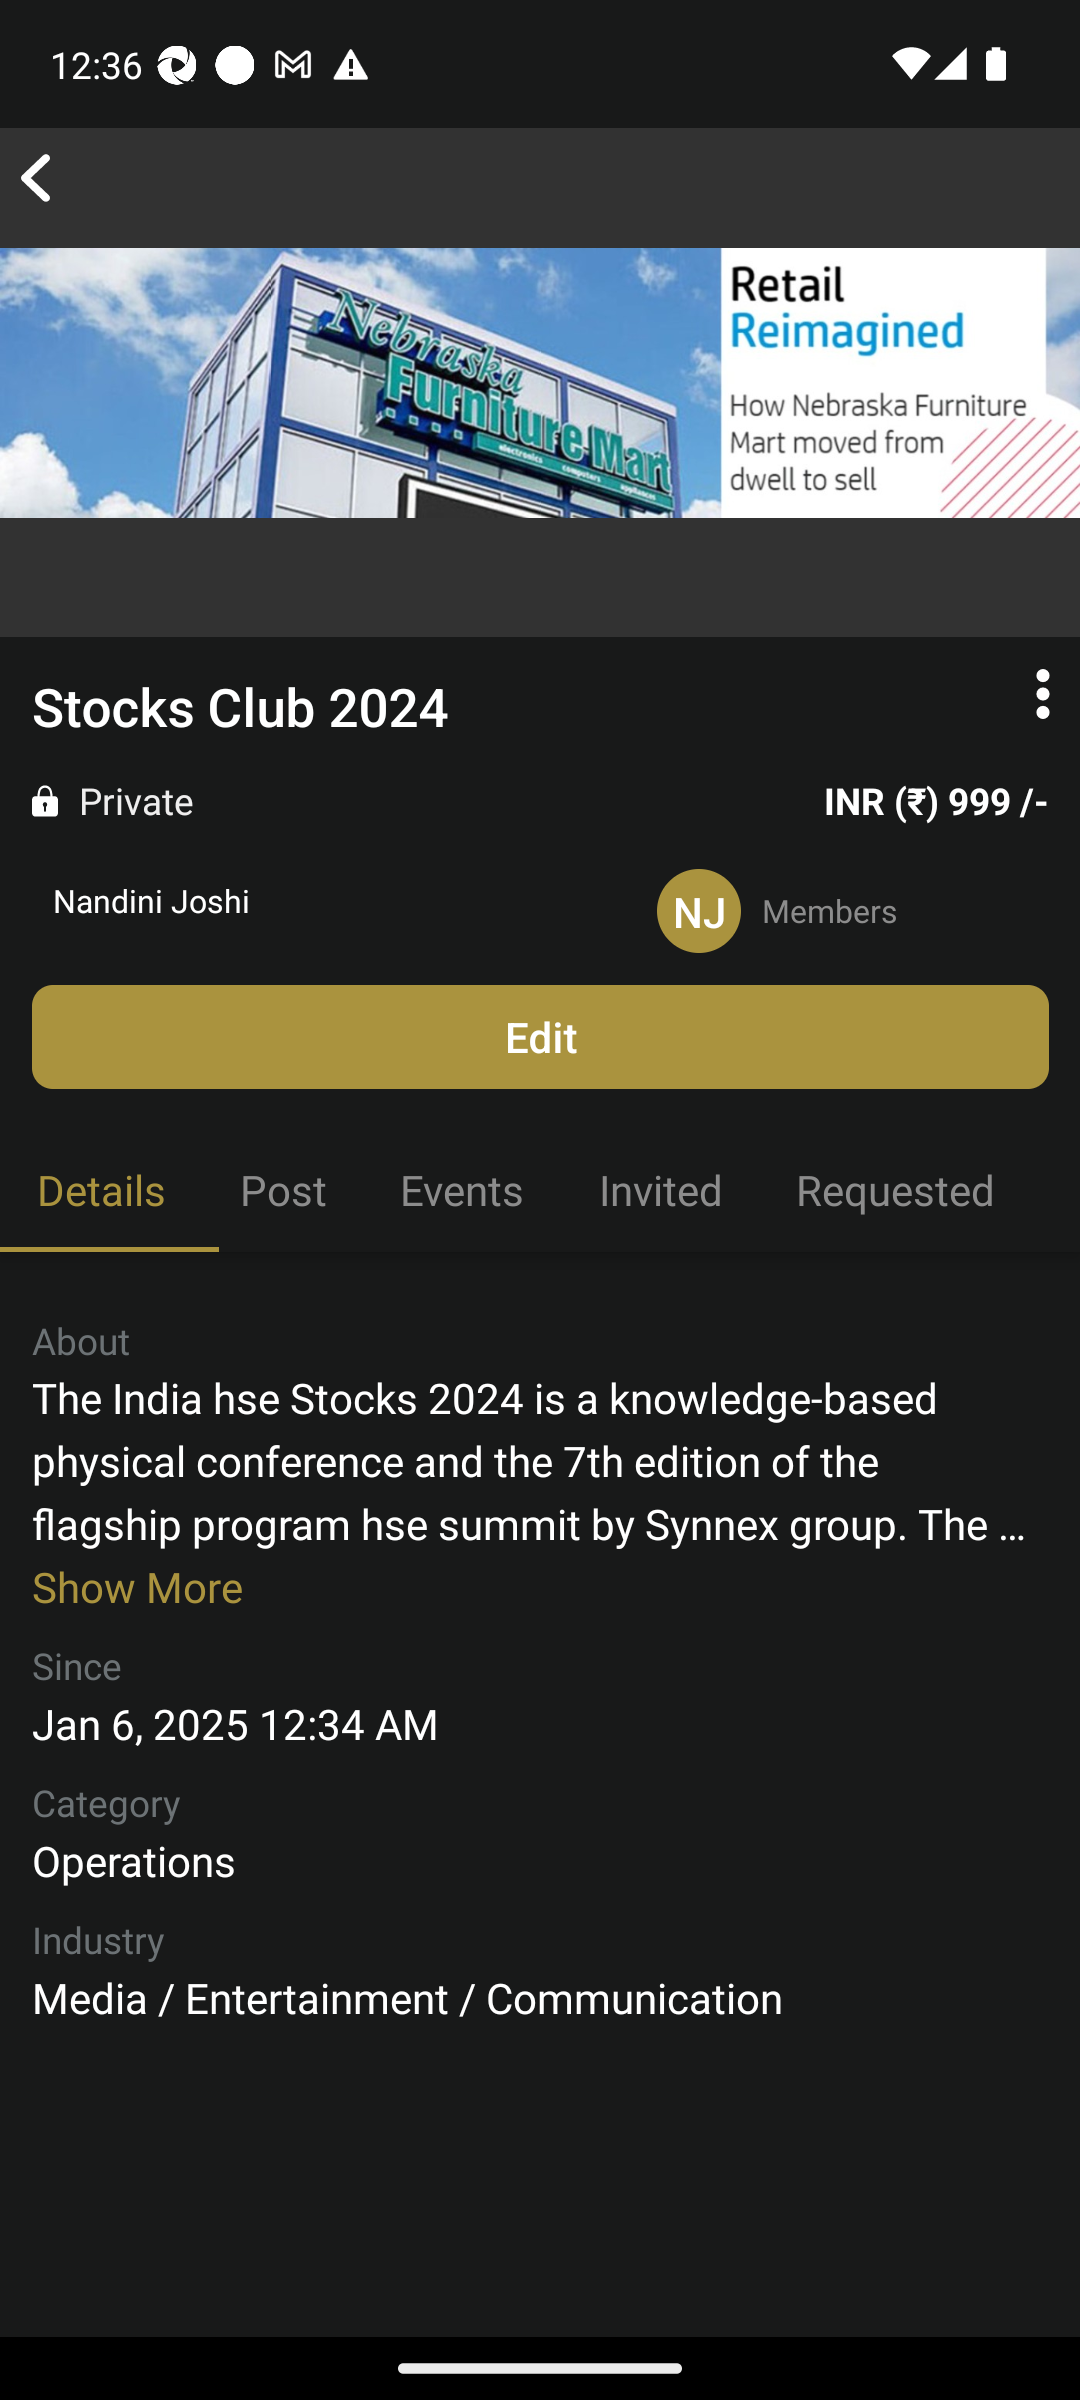 12:36
Nebraska
Furniture Mart
electronics computers appliances
Retail
Reimagined
How Nebraska Furniture
Mart moved from
dwell to sell
Stocks Club 2024
Private
INR (₹) 999 /-
Nandini Joshi
NJ
Members
Edit
Details Post Events Invited Requested
About
The India hse Stocks 2024 is a knowledge-based
physical conference and the 7th edition of the
flagship program hse summit by Synnex group. The ...
Show More
Since
Jan 6, 2025 12:34 AM
Category
Operations
Industry
Media / Entertainment / Communication